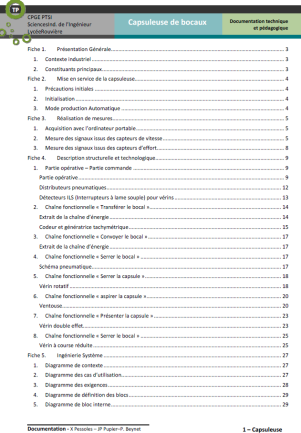 TP
CPGE PTSI
SciencesInd. de l'Ingénieur
LycéeRouvière
Capsuleuse de bocaux
Documentation technique
et pédagogique
Fiche 1. Présentation Générale 3
1. Contexte industriel 3
2. Constituants principaux 3
Fiche 2. Mise en service de la capsuleuse 4
1. Précautions initiales 4
2. Initialisation 4
3. Mode production Automatique 4
Fiche 3. Réalisation de mesures 5
1. Acquisition avec l'ordinateur portable 5
2. Mesure des signaux issus des capteurs de vitesse 5
3. Mesure des signaux issus des capteurs d'effort 8
Fiche 4. Description structurelle et technologique 9
1. Partie opérative – Partie commande 9
Partie opérative 9
Distributeurs pneumatiques 12
Détecteurs ILS (Interrupteurs à lame souple) pour vérins 13
2. Chaîne fonctionnelle « Transférer le bocal » 14
Extrait de la chaîne d'énergie 14
Codeur et génératrice tachymétrique 15
3. Chaîne fonctionnelle « Convoyer le bocal » 17
Extrait de la chaîne d'énergie 17
4. Chaîne fonctionnelle « Serrer le bocal » 17
Schéma pneumatique 17
5. Chaîne fonctionnelle « Serrer la capsule » 18
Vérin rotatif 18
6. Chaîne fonctionnelle « aspirer la capsule » 20
Ventouse 20
7. Chaîne fonctionnelle « Présenter la capsule » 23
Vérin double effet 23
8. Chaîne fonctionnelle « Serrer le bocal » 25
Vérin à course réduite 25
Fiche 5. Ingénierie Système 27
1. Diagramme de contexte 27
2. Diagramme des cas d'utilisation 27
3. Diagramme des exigences 28
4. Diagramme de définition des blocs 29
5. Diagramme de bloc interne 29
Documentation - X Pessoles – JP Pupier–P. Beynet
1 – Capsuleuse